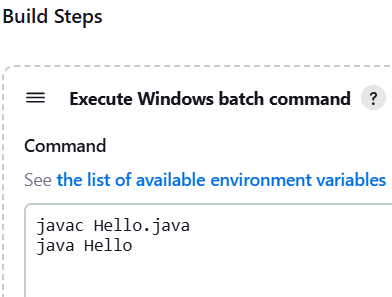 Build Steps
Execute Windows batch command ?
Command
See the list of available environment variables
javac Hello.java
java Hello